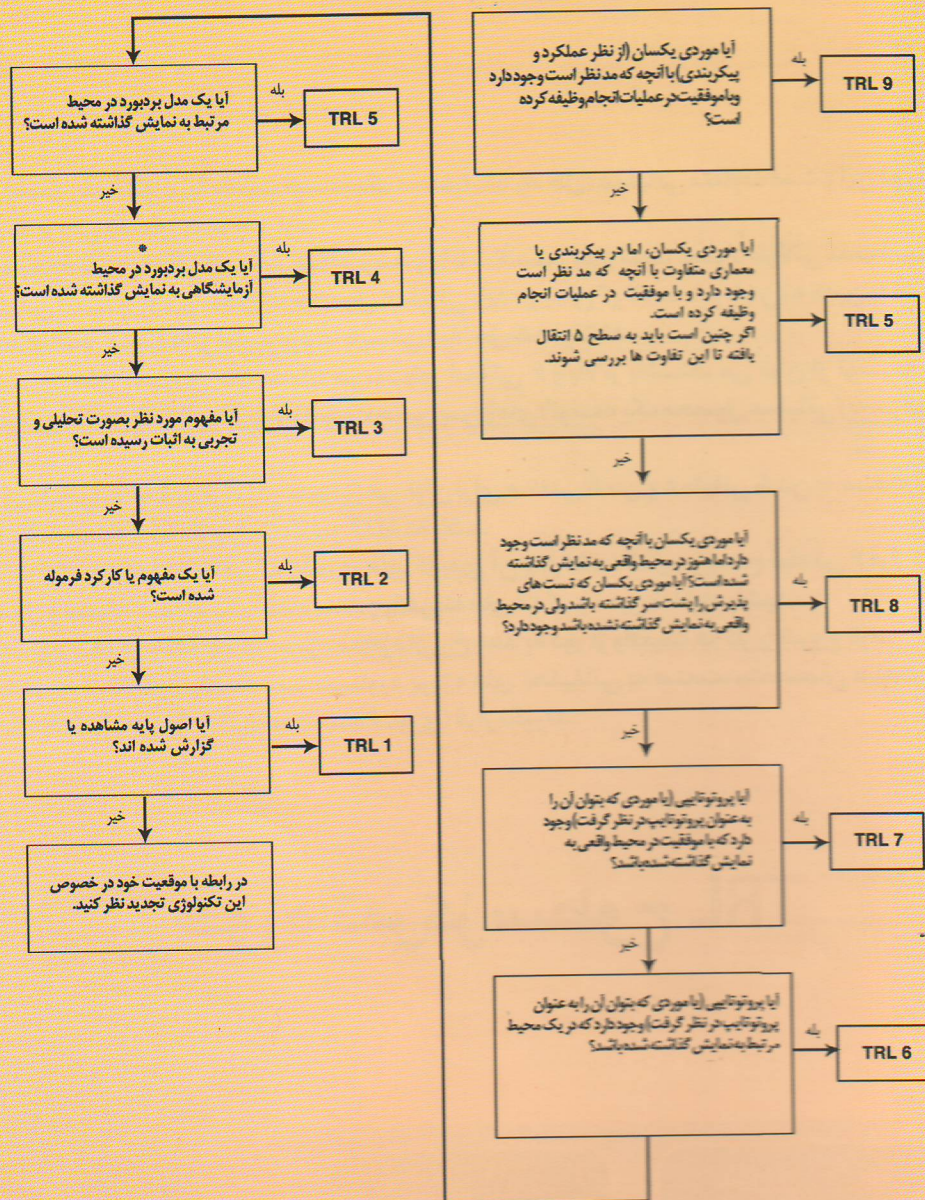 آیا موردی یکسان (از نظر عملکرد و
پیکربندی) با آنچه که مد نظر است وجود دارد
و با موفقیت در عملیات انجام وظیفه کرده
است؟
بله
TRL 9
خیر
آیا موردی یکسان، اما در پیکربندی یا
معماری متفاوت با آنچه که مد نظر است
وجود دارد و با موفقیت در عملیات انجام
وظیفه کرده است.
اگر چنین است باید به سطح ۵ انتقال
یافته تا این تفاوت ها بررسی شوند.
TRL 5
خیر
آیا موردی یکسان با آنچه که مد نظر است وجود
دارد اما هنوز در محیط واقعی به نمایش گذاشته
شده است؟ آیا موردی یکسان که تست های
پذیرش را پشت سر گذاشته باشد ولی در محیط
واقعی به نمایش گذاشته نشده باشد وجود دارد؟
بله
TRL 8
خیر
آیا پروتوتایپی (یا موردی که بتوان آن را
به عنوان پروتوتایپ در نظر گرفت) وجود
دارد که با موفقیت در محیط واقعی به
نمایش گذاشته شده باشد؟
بله
TRL 7
خیر
آیا پروتوتایپی (یا موردی که بتوان آن را به عنوان
پروتوتایپ در نظر گرفت) وجود دارد که در یک محیط
مرتبط به نمایش گذاشته شده باشد؟
بله
TRL 6
آیا یک مدل بردبورد در محیط
مرتبط به نمایش گذاشته شده است؟
بله
TRL 5
خیر
*
آیا یک مدل بردبورد در محیط
آزمایشگاهی به نمایش گذاشته شده است؟
بله
TRL 4
خیر
آیا مفهوم مورد نظر بصورت تحلیلی و
تجربی به اثبات رسیده است؟
بله
TRL 3
خیر
آیا یک مفهوم یا کارکرد فرموله
شده است؟
بله
TRL 2
خیر
آیا اصول پایه مشاهده یا
گزارش شده اند؟
بله
TRL 1
خیر
در رابطه با موقعیت خود در خصوص
این تکنولوژی تجدید نظر کنید.